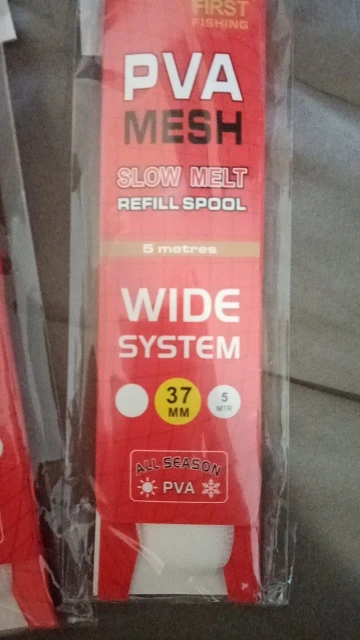 FIRST
FISHING
PVA
MESH
SLOW MELT
REFILL SPOOL
5 metres
WIDE
SYSTEM
37
MM
5
MTR
ALL SEASON
PVA